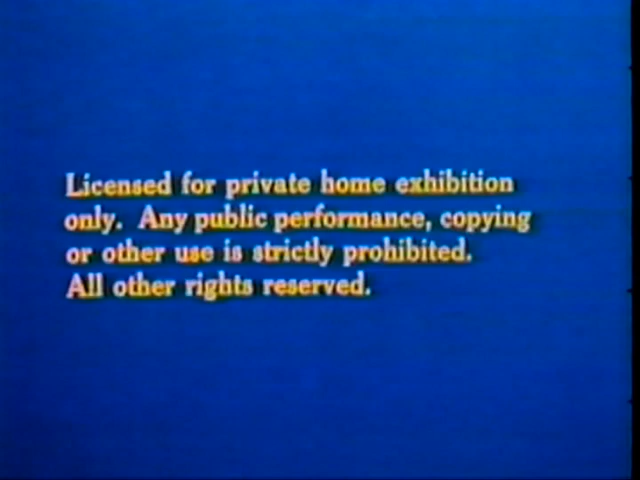 Licensed for private home exhibition
only. Any public performance, copying
or other use is strictly prohibited.
All other rights reserved.